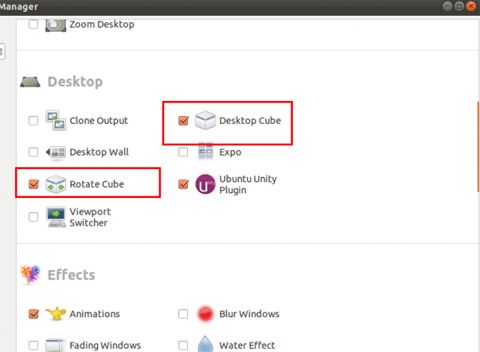 Manager
Zoom Desktop
Desktop
Clone Output
Desktop Cube
Desktop Wall
Expo
Rotate Cube
Ubuntu Unity
Plugin
Viewport
Switcher
Effects
Animations
Blur Windows
Fading Windows
Water Effect